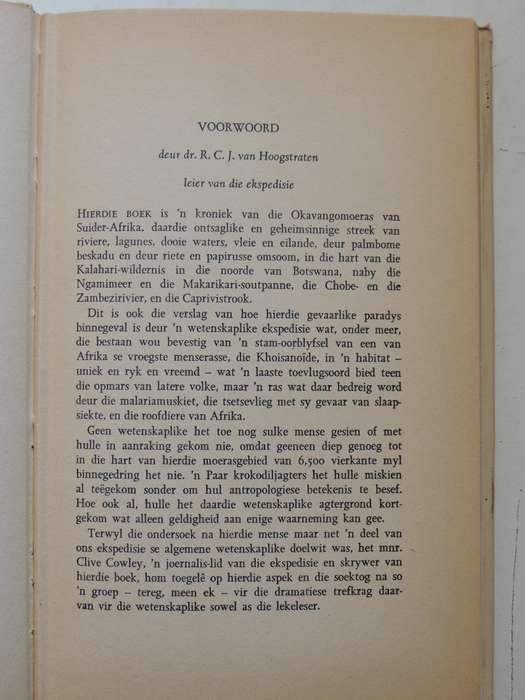 VOORWOORD
deur dr. R. C. J. van Hoogstraten
leier van die ekspedisie
HIERDIE BOEK is 'n kroniek van die Okavangomoeras van
Suider-Afrika, daardie ontsaglike en geheimsinnige streek van
riviere, lagunes, dooie waters, vleie en eilande, deur palmbome
beskadu en deur riete en papirusse omsoom, in die hart van die
Kalahari-wildernis in die noorde van Botswana, naby die
Ngamimeer en die Makarikari-soutpanne, die Chobe- en die
Zambezirivier, en die Caprivistrook.
Dit is ook die verslag van hoe hierdie gevaarlike paradys
binnegeval is deur 'n wetenskaplike ekspedisie wat, onder meer,
die bestaan wou bevestig van 'n stam-oorblyfsel van een van
Afrika se vroegste menserasse, die Khoisanoïde, in 'n habitat –
uniek en ryk en vreemd – wat 'n laaste toevlugsoord bied teen
die opmars van latere volke, maar 'n ras wat daar bedreig word
deur die malariamuskiet, die tsetsevlieg met sy gevaar van slaap-
siekte, en die roofdiere van Afrika.
Geen wetenskaplike het toe nog sulke mense gesien of met
hulle in aanraking gekom nie, omdat geeneen diep genoeg tot
in die hart van hierdie moerasgebied van 6,500 vierkante myl
binnegedring het nie. 'n Paar krokodiljagters het hulle miskien
al teëgekom sonder om hul antropologiese betekenis te besef.
Hoe ook al, hulle het daardie wetenskaplike agtergrond kort-
gekom wat alleen geldigheid aan enige waarneming kan gee.
Terwyl die ondersoek na hierdie mense maar net 'n deel van
ons ekspedisie se algemene wetenskaplike doelwit was, het mnr.
Clive Cowley, 'n joernalis-lid van die ekspedisie en skrywer van
hierdie boek, hom toegelê op hierdie aspek en die soektog na so
'n groep – tereg, meen ek – vir die dramatiese trefkrag daar-
van vir die wetenskaplike sowel as die lekeleser.